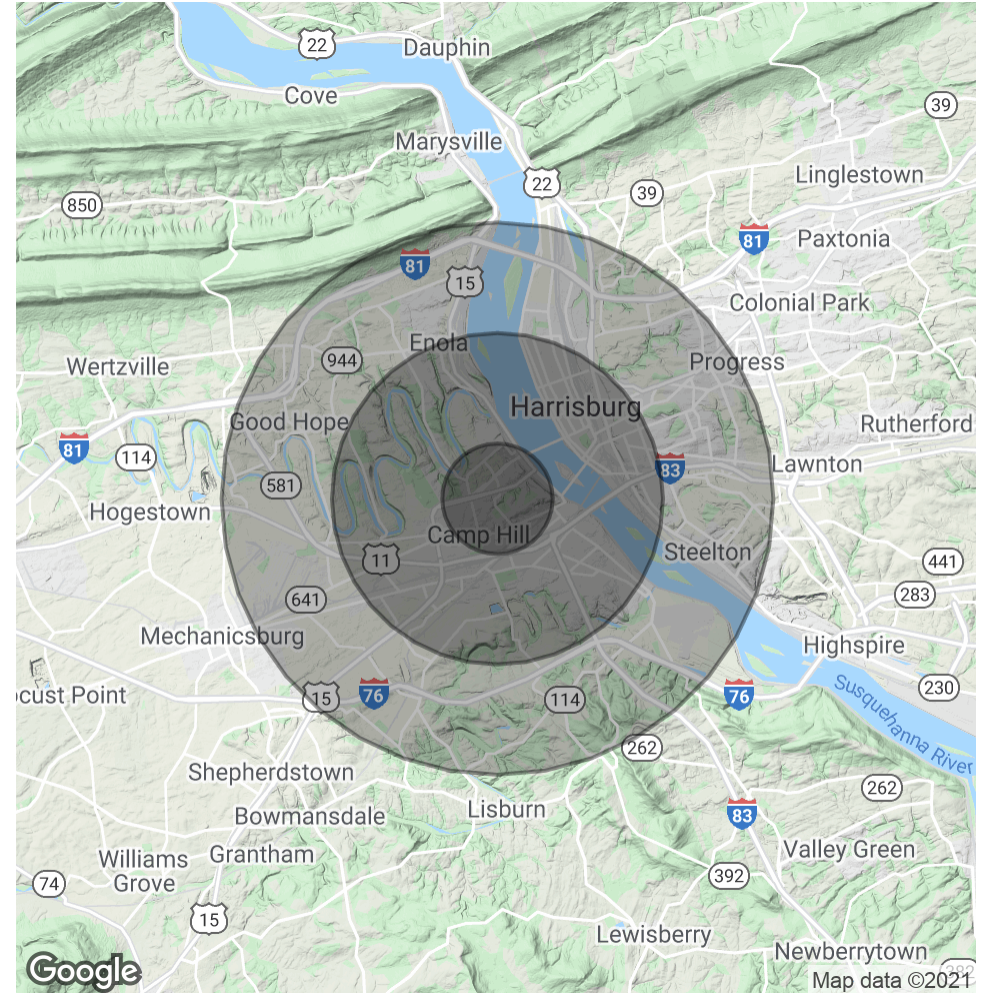 22
Dauphin
Cove
39
Marysville
22
Linglestown
39
850
81
Paxtonia
81
15
Colonial Park
Enola
944
Progress
Wertzville
Harrisburg
Good Hope
Rutherford
81
114
83
Lawnton
581
Hogestown
Camp Hill
Steelton
11
441
641
283
Mechanicsburg
Highspire
ocust Point
15
76
114
76
230
Susquehanna River
262
Shepherdstown
262
Lisburn
Bowmansdale
83
Williams
Grove
Grantham
Valley Green
74
392
15
Lewisberry
Newberrytown
382
Google
Map data ©2021